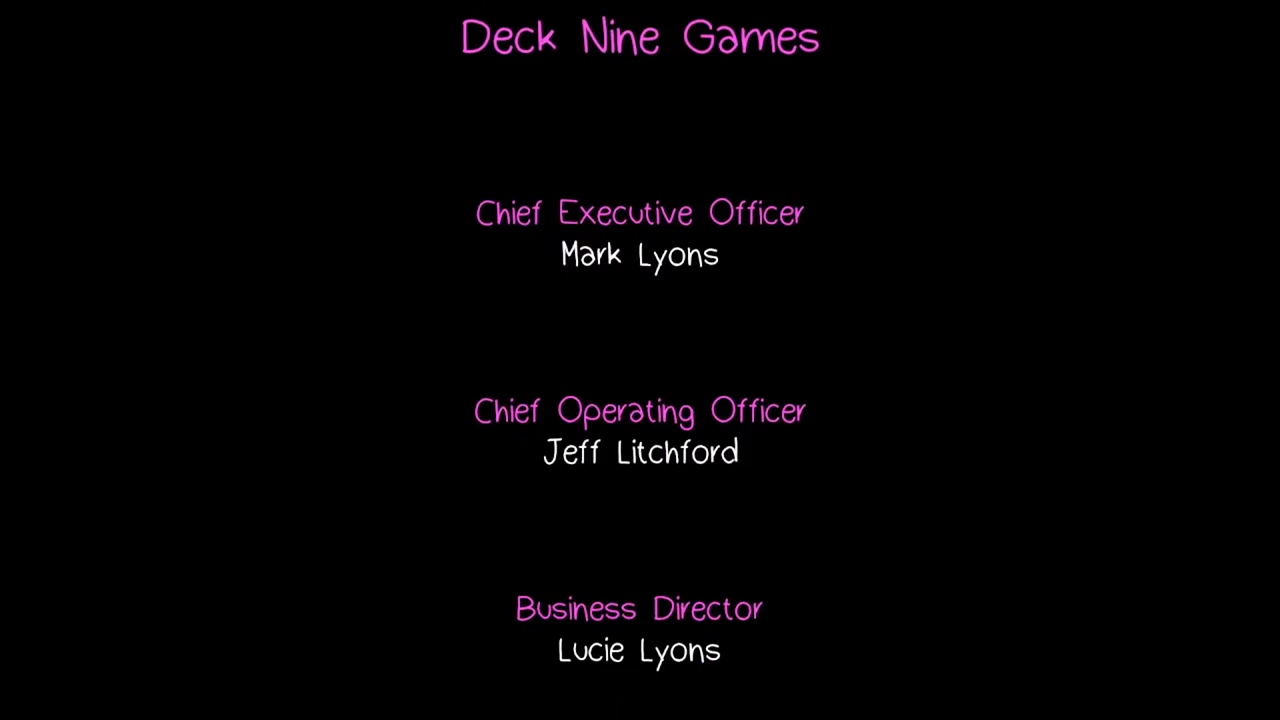 Deck Nine Games
Chief Executive Officer
Mark Lyons
Chief Operating Officer
Jeff Litchford
Business Director
Lucie Lyons